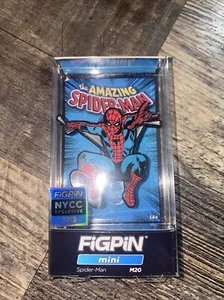 the AMAZING
SPIDER-MAN
FiGPiN
NYCC
EXCLUSIVE
FiGPiN
mini
Spider-Man M20